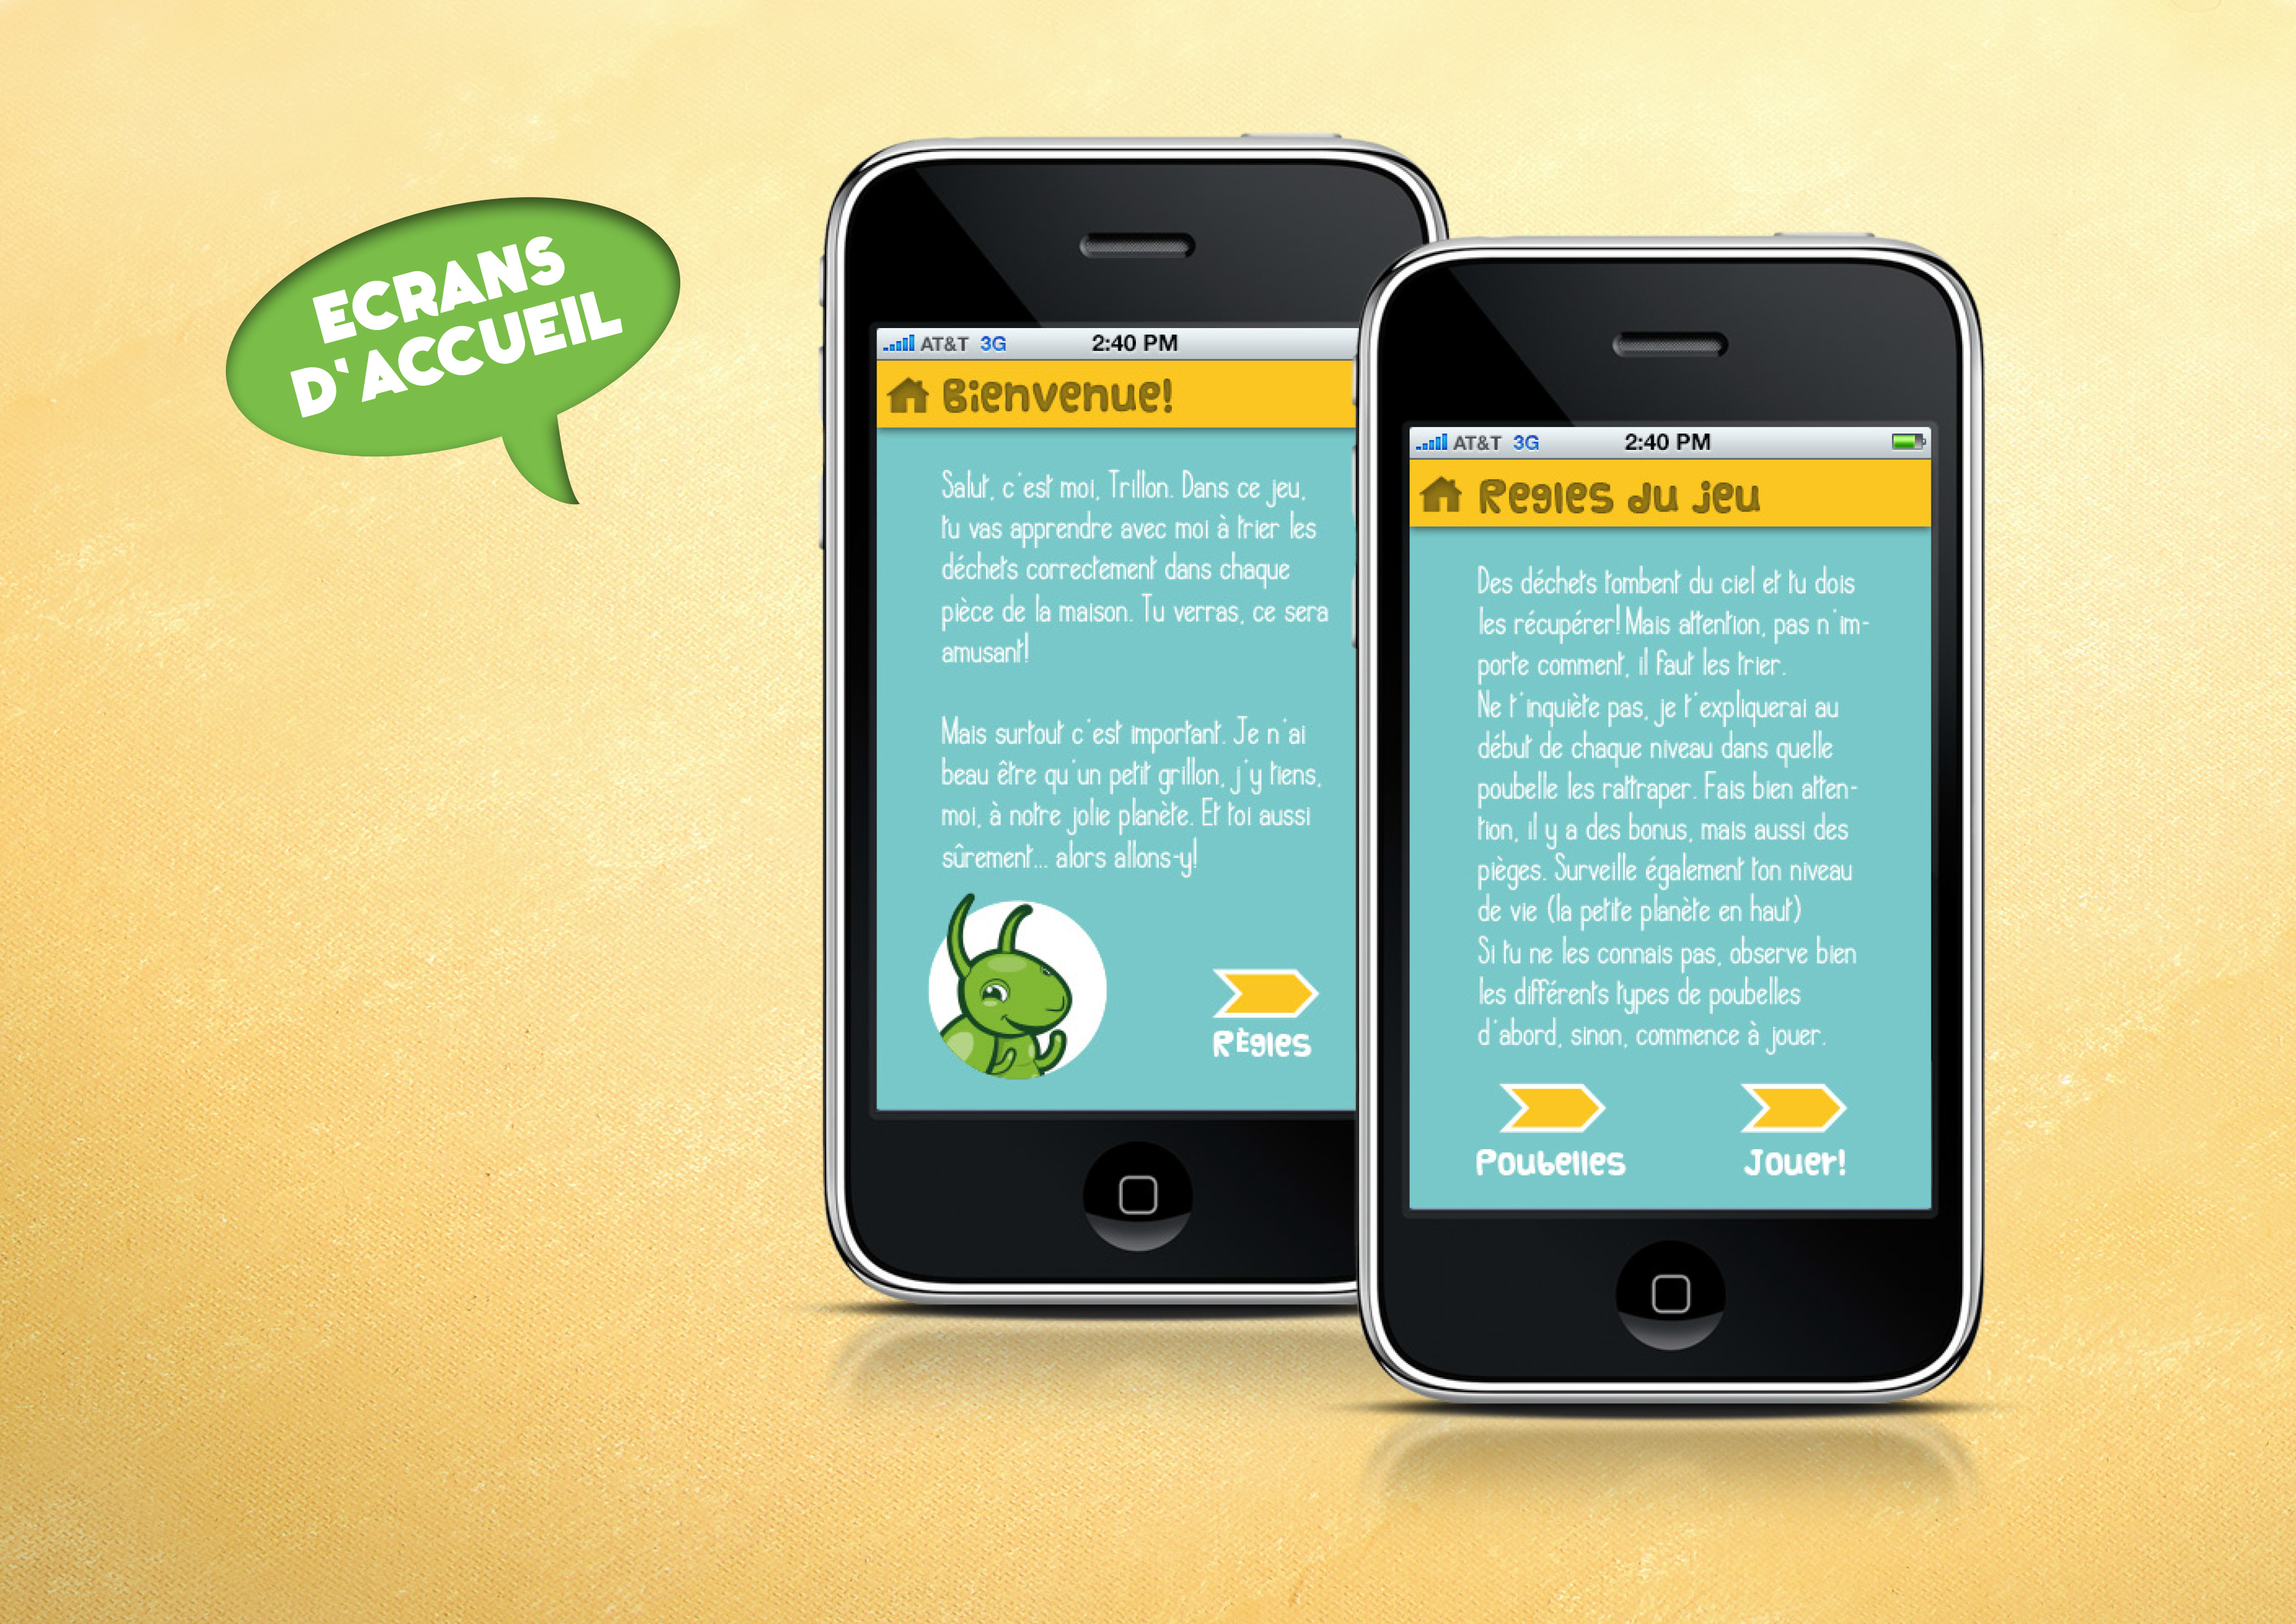 ECRANS
D'ACCUEIL
AT&T 3G 2:40 PM
Bienvenue!
Salut, c'est moi, Trillon. Dans ce jeu,
tu vas apprendre avec moi à trier les
déchets correctement dans chaque
pièce de la maison. Tu verras, ce sera
amusant!
Mais surtout c'est important. Je n'ai
beau être qu'un petit grillon, j'y tiens,
moi, à notre jolie planète. Et toi aussi
sûrement... alors allons-y!
Règles
AT&T 3G 2:40 PM
Regles du jeu
Des déchets tombent du ciel et tu dois
les récupérer! Mais attention, pas n'im-
porte comment, il faut les trier.
Ne t'inquiète pas, je t'expliquerai au
début de chaque niveau dans quelle
poubelle les rattraper. Fais bien atten-
tion, il y a des bonus, mais aussi des
pièges. Surveille également ton niveau
de vie (la petite planète en haut)
Si tu ne les connais pas, observe bien
les différents types de poubelles
d'abord, sinon, commence à jouer.
Poubelles
Jouer!